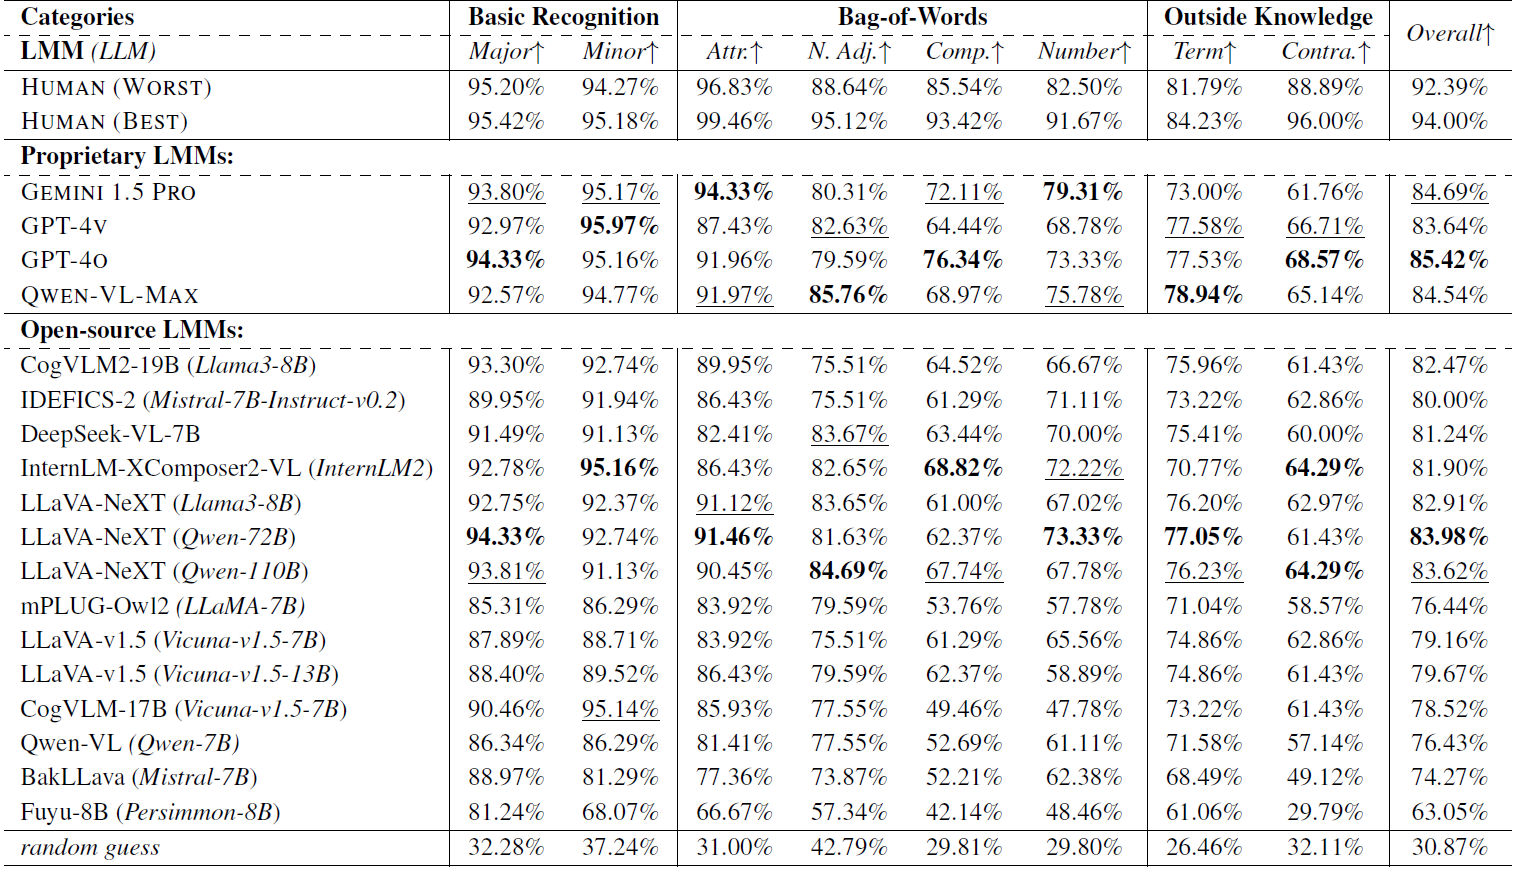 Categories Basic Recognition Bag-of-Words Outside Knowledge Overall↑
LMM (LLM) Major↑ Minor↑ Attr.↑ N. Adj.↑ Comp.↑ Number↑ Term↑ Contra.↑
HUMAN (WORST) 95.20% 94.27% 96.83% 88.64% 85.54% 82.50% 81.79% 88.89% 92.39%
HUMAN (BEST) 95.42% 95.18% 99.46% 95.12% 93.42% 91.67% 84.23% 96.00% 94.00%
Proprietary LMMs:
GEMINI 1.5 PRO 93.80% 95.17% 94.33% 80.31% 72.11% 79.31% 73.00% 61.76% 84.69%
GPT-4V 92.97% 95.97% 87.43% 82.63% 64.44% 68.78% 77.58% 66.71% 83.64%
GPT-4O 94.33% 95.16% 91.96% 79.59% 76.34% 73.33% 77.53% 68.57% 85.42%
QWEN-VL-MAX 92.57% 94.77% 91.97% 85.76% 68.97% 75.78% 78.94% 65.14% 84.54%
Open-source LMMs:
CogVLM2-19B (Llama3-8B) 93.30% 92.74% 89.95% 75.51% 64.52% 66.67% 75.96% 61.43% 82.47%
IDEFICS-2 (Mistral-7B-Instruct-v0.2) 89.95% 91.94% 86.43% 75.51% 61.29% 71.11% 73.22% 62.86% 80.00%
DeepSeek-VL-7B 91.49% 91.13% 82.41% 83.67% 63.44% 70.00% 75.41% 60.00% 81.24%
InternLM-XComposer2-VL (InternLM2) 92.78% 95.16% 86.43% 82.65% 68.82% 72.22% 70.77% 64.29% 81.90%
LLaVA-NeXT (Llama3-8B) 92.75% 92.37% 91.12% 83.65% 61.00% 67.02% 76.20% 62.97% 82.91%
LLaVA-NeXT (Qwen-72B) 94.33% 92.74% 91.46% 81.63% 62.37% 73.33% 77.05% 61.43% 83.98%
LLaVA-NeXT (Qwen-110B) 93.81% 91.13% 90.45% 84.69% 67.74% 67.78% 76.23% 64.29% 83.62%
mPLUG-Owl2 (LLaMA-7B) 85.31% 86.29% 83.92% 79.59% 53.76% 57.78% 71.04% 58.57% 76.44%
LLaVA-v1.5 (Vicuna-v1.5-7B) 87.89% 88.71% 83.92% 75.51% 61.29% 65.56% 74.86% 62.86% 79.16%
LLaVA-v1.5 (Vicuna-v1.5-13B) 88.40% 89.52% 86.43% 79.59% 62.37% 58.89% 74.86% 61.43% 79.67%
CogVLM-17B (Vicuna-v1.5-7B) 90.46% 95.14% 85.93% 77.55% 49.46% 47.78% 73.22% 61.43% 78.52%
Qwen-VL (Qwen-7B) 86.34% 86.29% 81.41% 77.55% 52.69% 61.11% 71.58% 57.14% 76.43%
BakLLava (Mistral-7B) 88.97% 81.29% 77.36% 73.87% 52.21% 62.38% 68.49% 49.12% 74.27%
Fuyu-8B (Persimmon-8B) 81.24% 68.07% 66.67% 57.34% 42.14% 48.46% 61.06% 29.79% 63.05%
random guess 32.28% 37.24% 31.00% 42.79% 29.81% 29.80% 26.46% 32.11% 30.87%